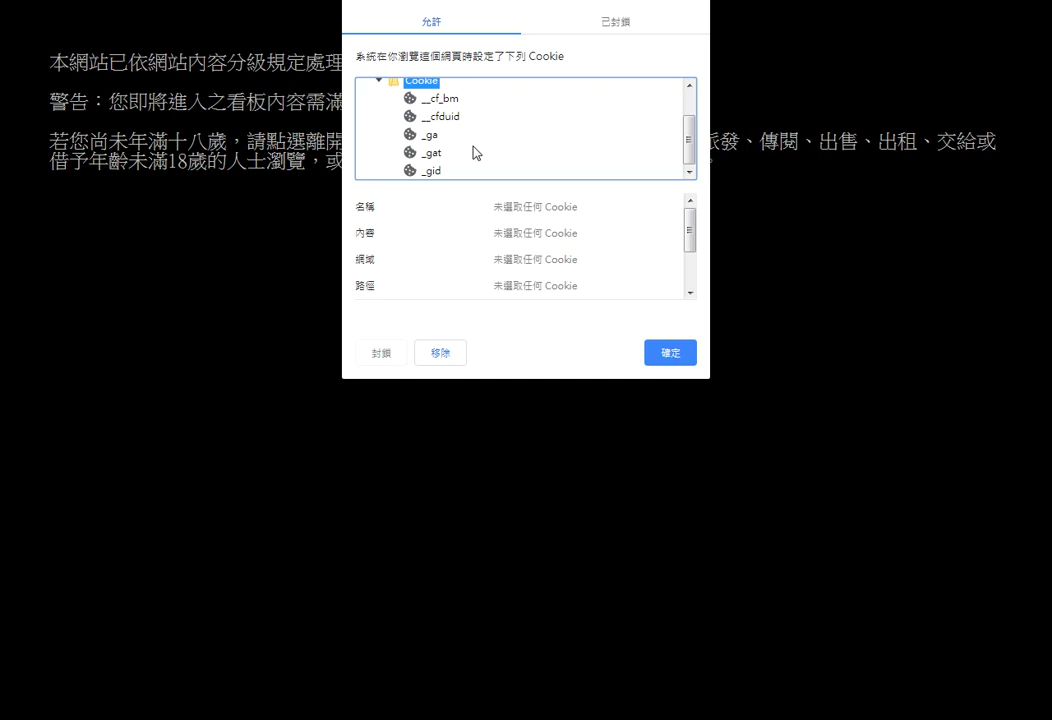 允許
已封鎖
系統在你瀏覽這個網頁時設定了下列 Cookie
本網站已依網站內容分級規定處理
Cookie
__cf_bm
警告：您即將進入之看板內容需滿
__cfduid
_ga
若您尚未年滿十八歲，請點選離開
派發、傳閱、出售、出租、交給或
_gat
借予年齡未滿18歲的人士瀏覽，或
。
_gid
名稱
未選取任何 Cookie
內容
未選取任何 Cookie
網域
未選取任何 Cookie
路徑
未選取任何 Cookie
封鎖
移除
確定